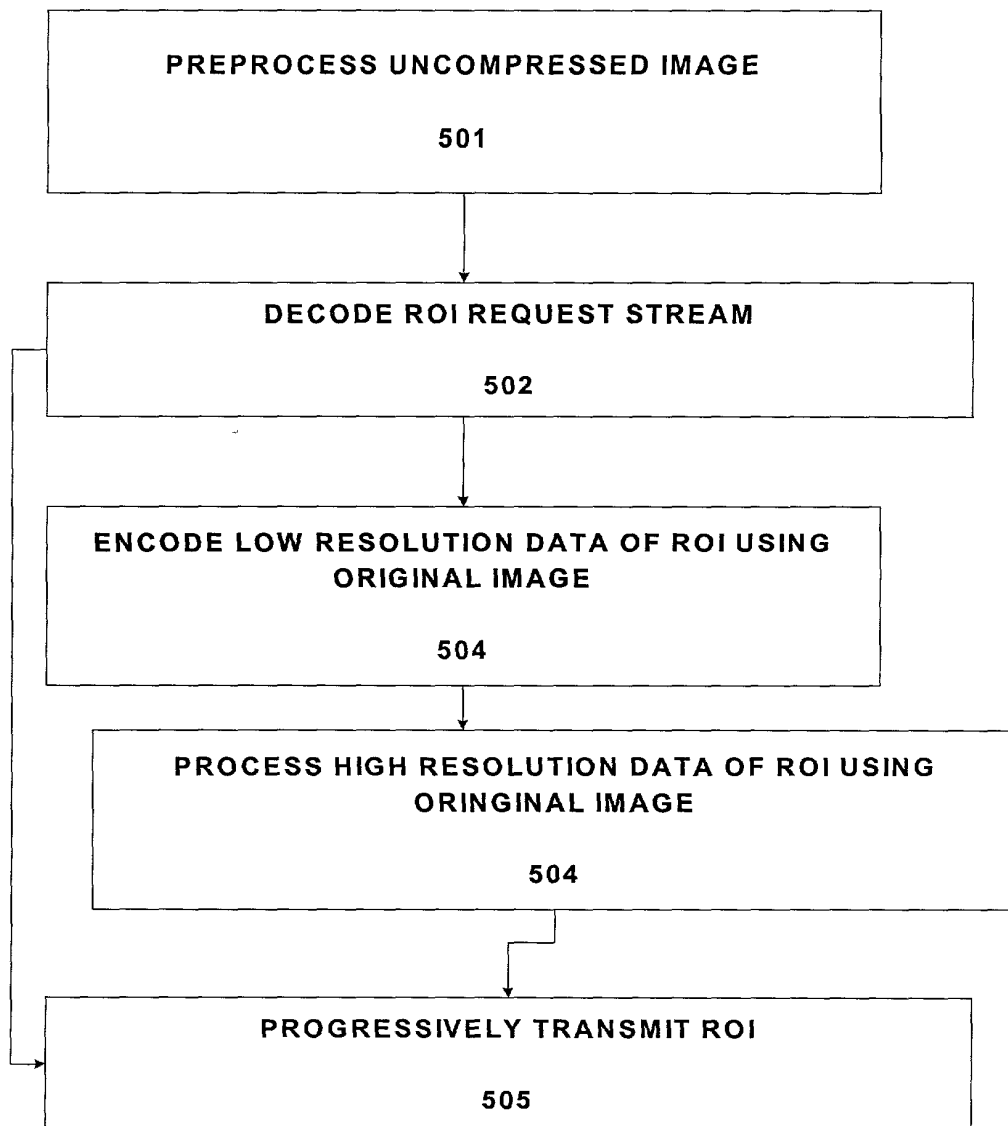 PREPROCESS UNCOMPRESSED IMAGE
501
DECODE ROI REQUEST STREAM
502
ENCODE LOW RESOLUTION DATA OF ROI USING
ORIGINAL IMAGE
504
PROCESS HIGH RESOLUTION DATA OF ROI USING
ORINGINAL IMAGE
504
PROGRESSIVELY TRANSMIT ROI
505